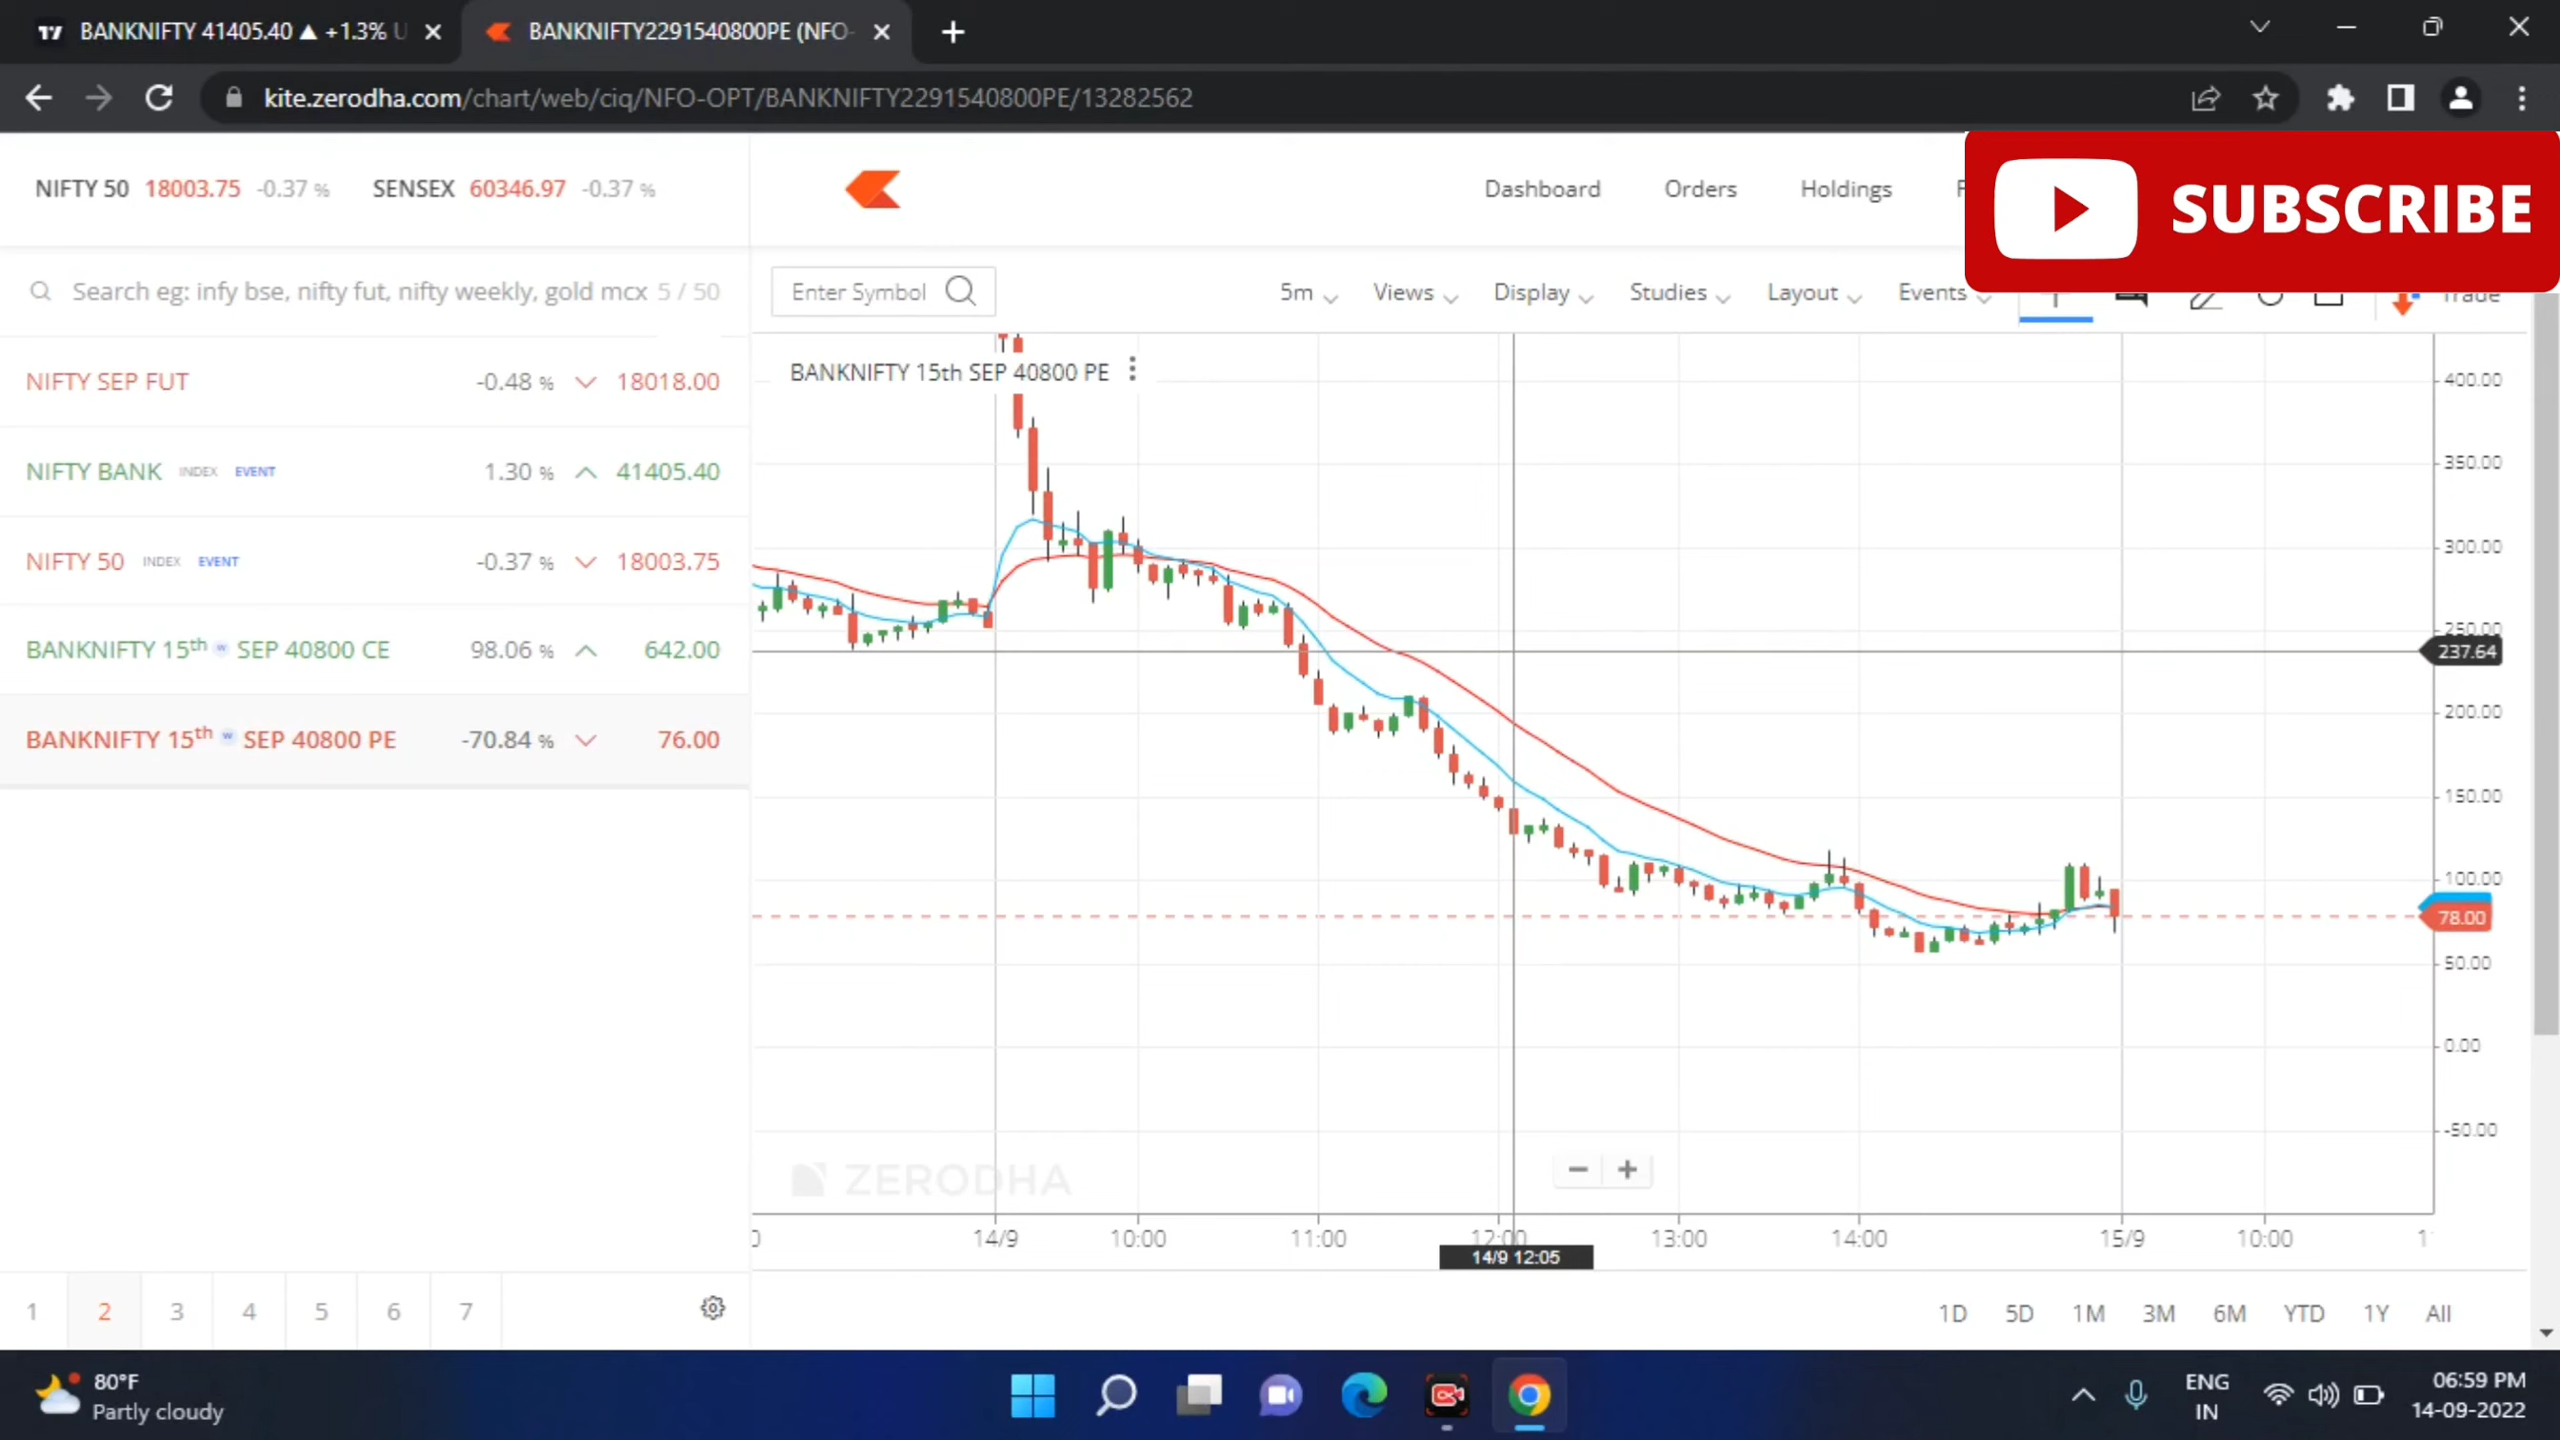 BANKNIFTY 41405.40 ▲ +1.3% U
BANKNIFTY2291540800PE (NFO-
kite.zerodha.com/chart/web/ciq/NFO-OPT/BANKNIFTY2291540800PE/13282562
NIFTY 50 18003.75 -0.37 % SENSEX 60346.97 -0.37 %
Dashboard Orders Holdings
SUBSCRIBE
Search eg: infy bse, nifty fut, nifty weekly, gold mcx 5 / 50
Enter Symbol
5m Views Display Studies Layout Events Trade
NIFTY SEP FUT -0.48 % 18018.00
NIFTY BANK INDEX EVENT 1.30 % 41405.40
NIFTY 50 INDEX EVENT -0.37 % 18003.75
BANKNIFTY 15th w SEP 40800 CE 98.06 % 642.00
BANKNIFTY 15th w SEP 40800 PE -70.84 % 76.00
BANKNIFTY 15th SEP 40800 PE
400.00
350.00
300.00
250.00
237.64
200.00
150.00
100.00
78.00
50.00
0.00
-50.00
ZERODHA
14/9 10:00 11:00 12:00 13:00 14:00 15/9 10:00
14/9 12:05
1 2 3 4 5 6 7
1D 5D 1M 3M 6M YTD 1Y All
80°F
Partly cloudy
ENG
IN
06:59 PM
14-09-2022